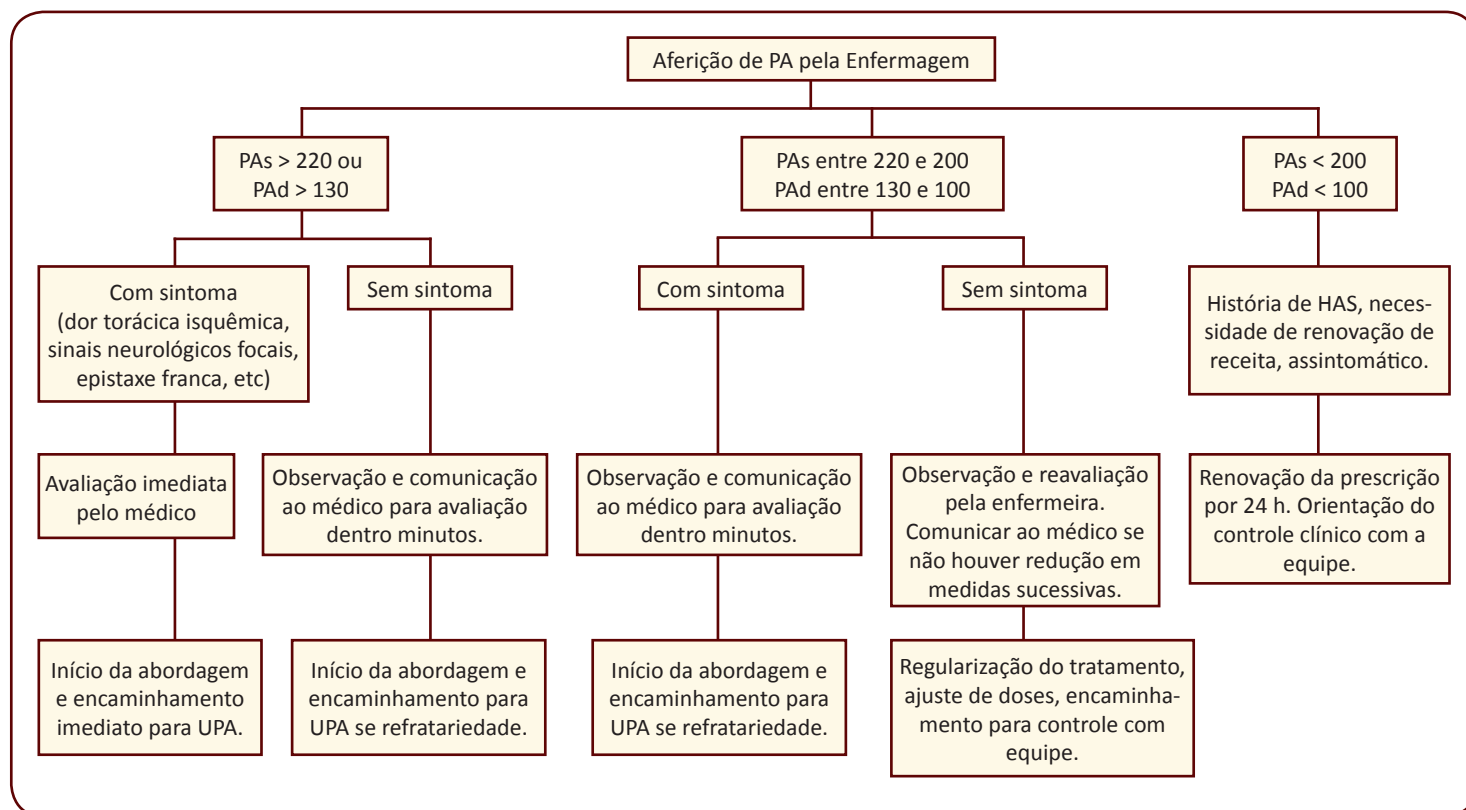 Aferição de PA pela Enfermagem
PAs > 220 ou
PAd > 130
PAs entre 220 e 200
PAd entre 130 e 100
PAs < 200
PAd < 100
Com sintoma
(dor torácica isquêmica,
sinais neurológicos focais,
epistaxe franca, etc)
Sem sintoma
Com sintoma
Sem sintoma
História de HAS, neces-
sidade de renovação de
receita, assintomático.
Avaliação imediata
pelo médico
Observação e comunicação
ao médico para avaliação
dentro minutos.
Observação e comunicação
ao médico para avaliação
dentro minutos.
Observação e reavaliação
pela enfermeira.
Comunicar ao médico se
não houver redução em
medidas sucessivas.
Renovação da prescrição
por 24 h. Orientação do
controle clínico com a
equipe.
Início da abordagem
e encaminhamento
imediato para UPA.
Início da abordagem e
encaminhamento para
UPA se refratariedade.
Início da abordagem e
encaminhamento para
UPA se refratariedade.
Regularização do tratamento,
ajuste de doses, encaminha-
mento para controle com
equipe.